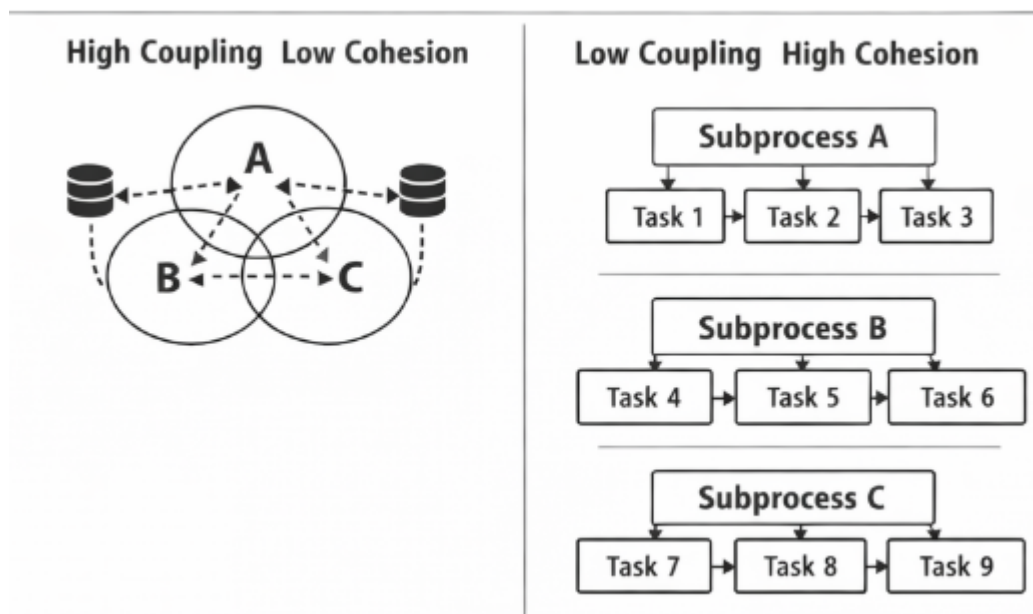 High Coupling Low Cohesion
A
B
C
Low Coupling High Cohesion
Subprocess A
Task 1
Task 2
Task 3
Subprocess B
Task 4
Task 5
Task 6
Subprocess C
Task 7
Task 8
Task 9